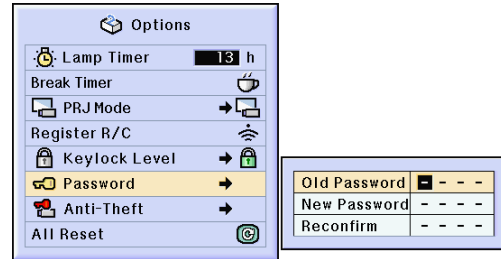 Options
Lamp Timer 13 h
Break Timer
PRJ Mode
Register R/C
Keylock Level
Password
Anti-Theft
All Reset
Old Password - - - -
New Password - - - -
Reconfirm - - - -